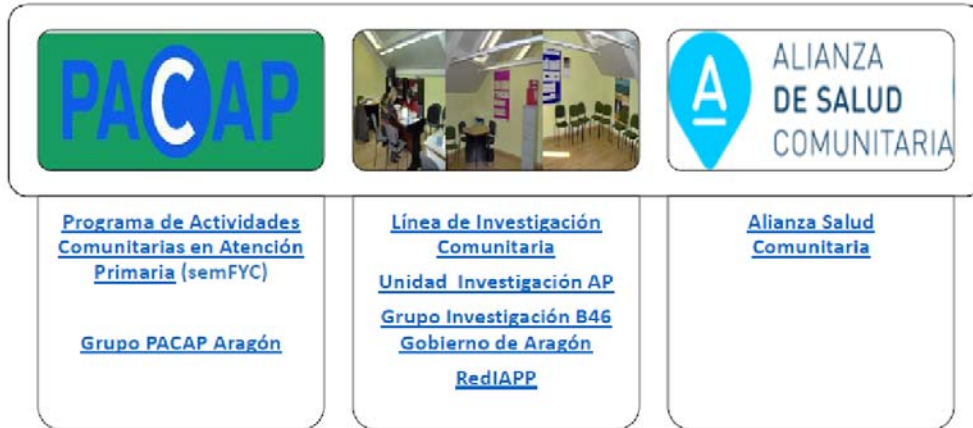 PACAP
A
ALIANZA
DE SALUD
COMUNITARIA
Programa de Actividades
Comunitarias en Atención
Primaria (semFYC)
Grupo PACAP Aragón
Línea de Investigación
Comunitaria
Unidad Investigación AP
Grupo Investigación B46
Gobierno de Aragón
RedIAPP
Alianza Salud
Comunitaria